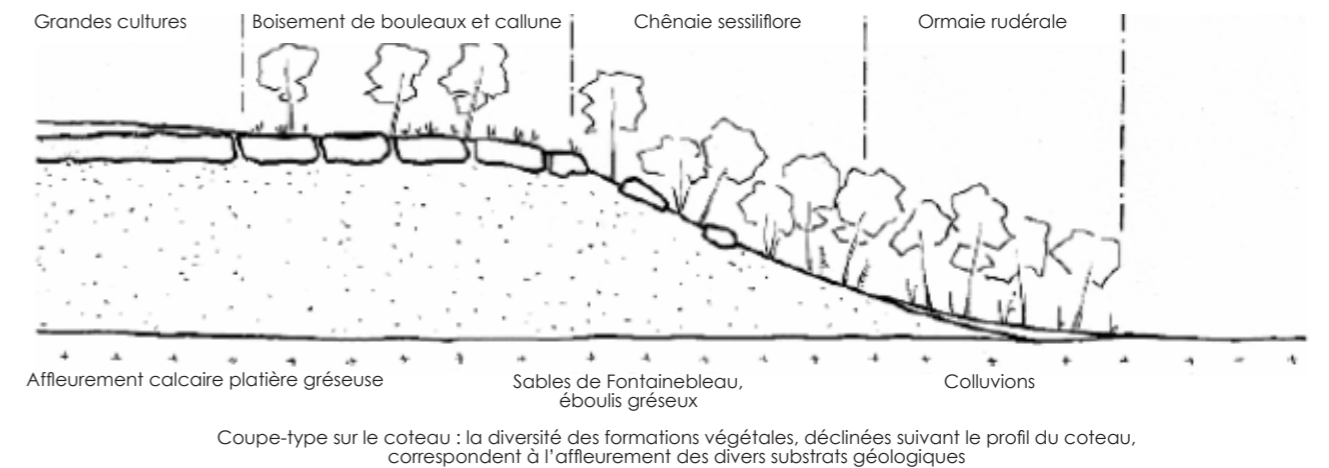 Grandes cultures
Boisement de bouleaux et callune
Chênaie sessiliflore
Ormaie rudérale
Affleurement calcaire platière gréseuse
Sables de Fontainebleau,
éboulis gréseux
Colluvions
Coupe-type sur le coteau : la diversité des formations végétales, déclinées suivant le profil du coteau,
correspondent à l’affleurement des divers substrats géologiques